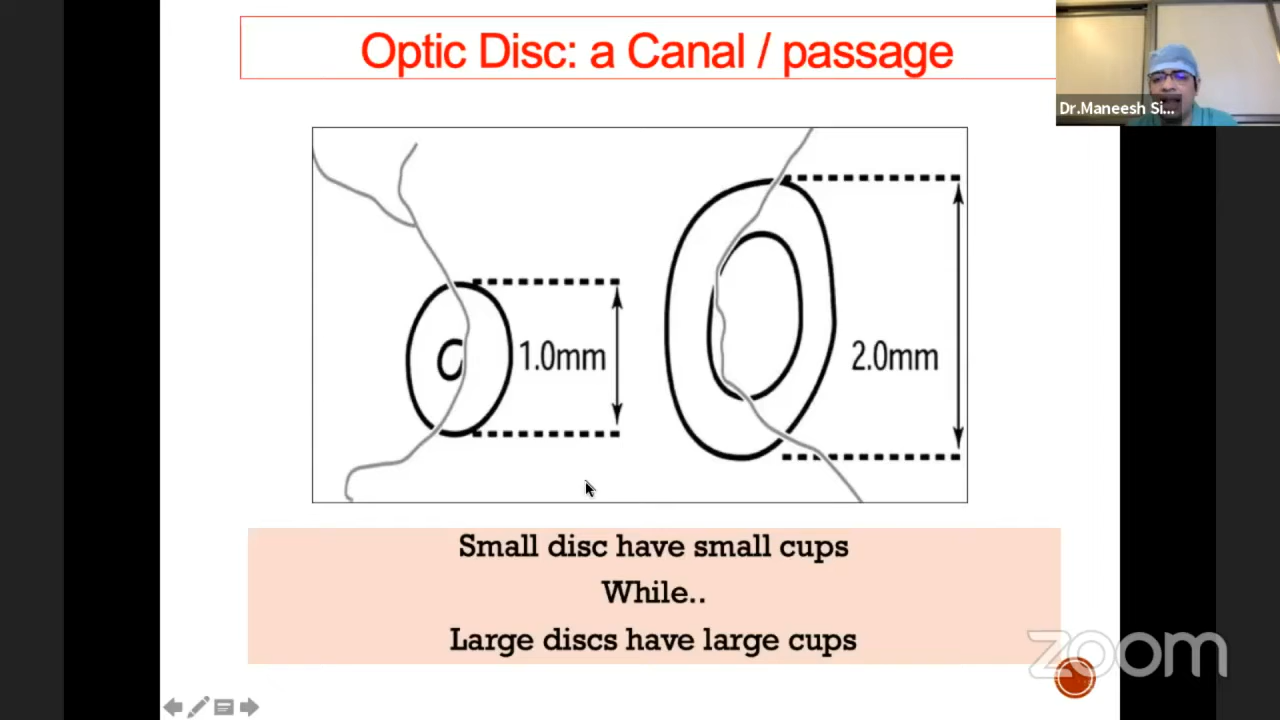 Optic Disc: a Canal / passage
Dr.Maneesh Si...
1.0mm
2.0mm
Small disc have small cups
While..
Large discs have large cups
zoom